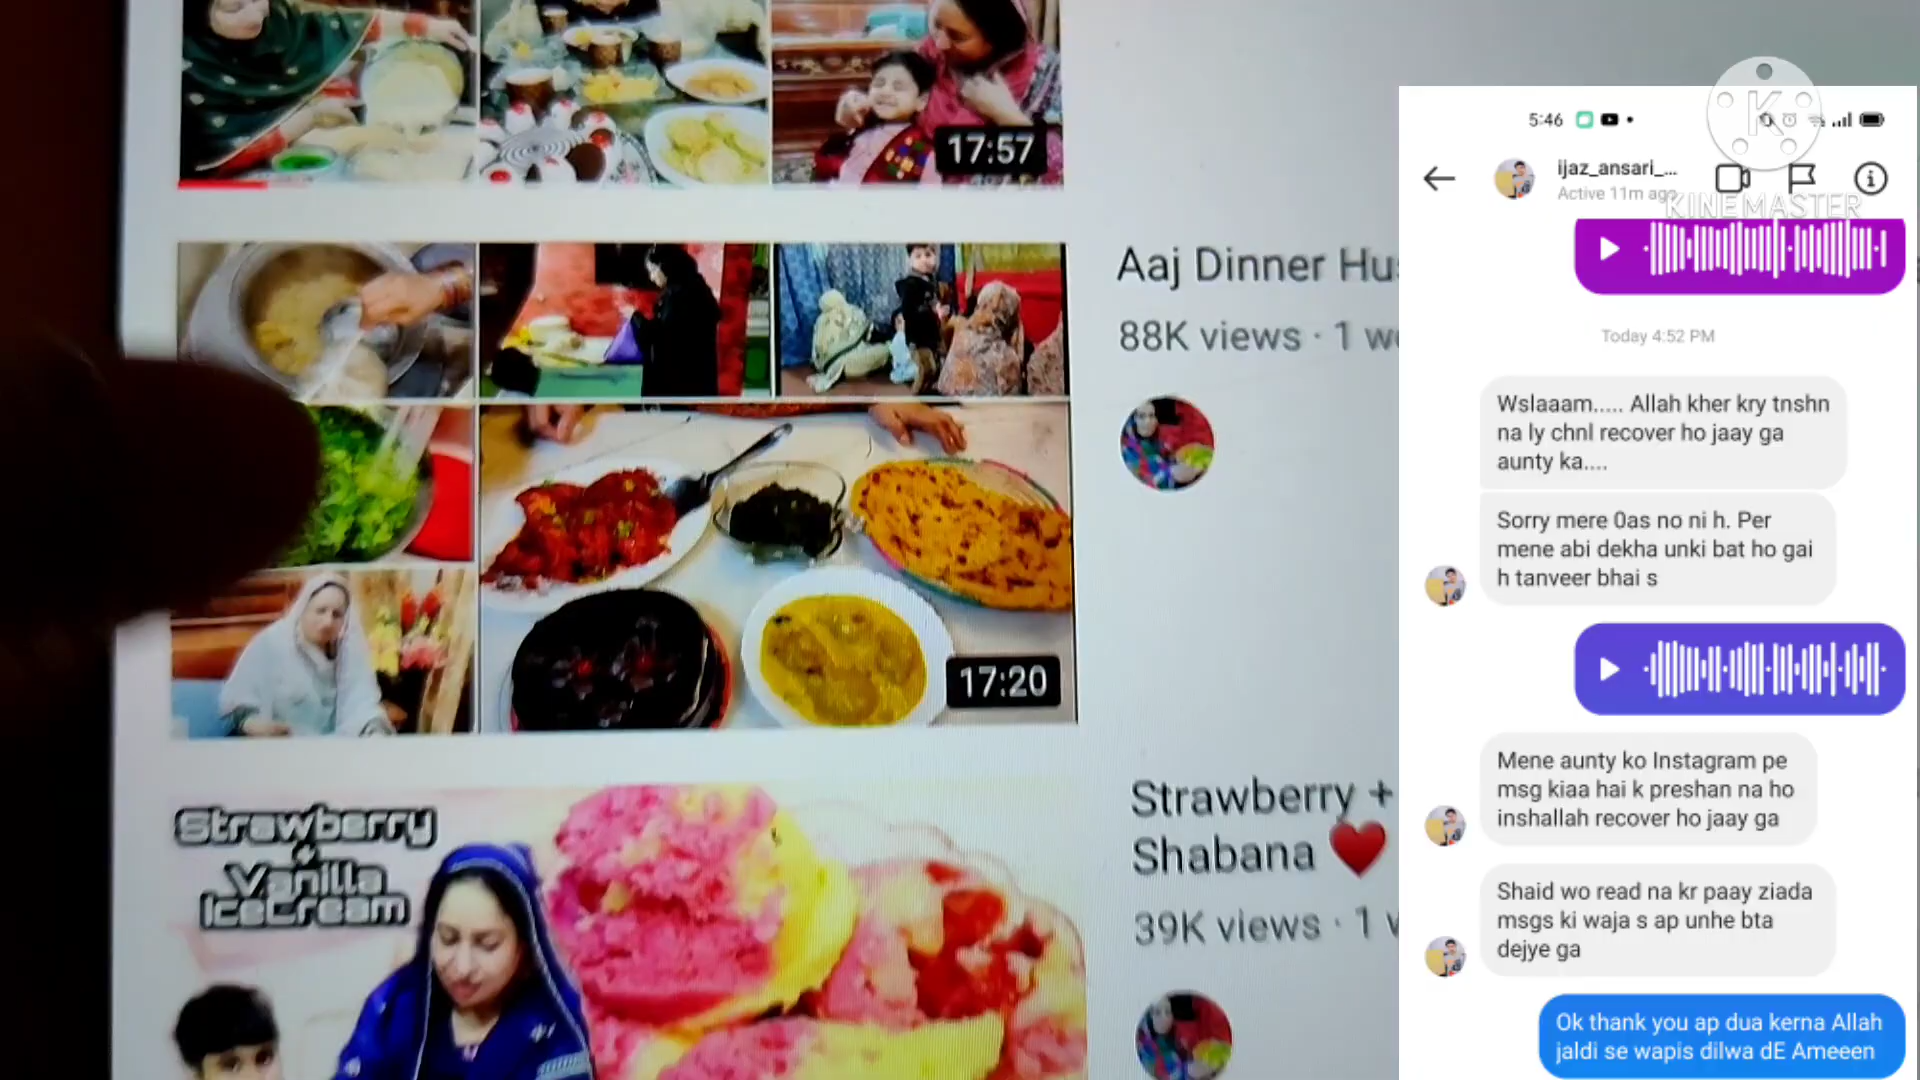 17:57
Aaj Dinner Hus
88K views · 1 we
17:20
Strawberry +
Shabana ❤️
39K views · 1 w
Strawberry
+
Vanilla
IceCream
5:46
K
KINEMASTER
ijaz_ansari_...
Active 11m ago
Today 4:52 PM
Wslaaam..... Allah kher kry tnshn
na ly chnl recover ho jaay ga
aunty ka....
Sorry mere 0as no ni h. Per
mene abi dekha unki bat ho gai
h tanveer bhai s
Mene aunty ko Instagram pe
msg kiaa hai k preshan na ho
inshallah recover ho jaay ga
Shaid wo read na kr paay ziada
msgs ki waja s ap unhe bta
dejye ga
Ok thank you ap dua kerna Allah
jaldi se wapis dilwa dE Ameeen